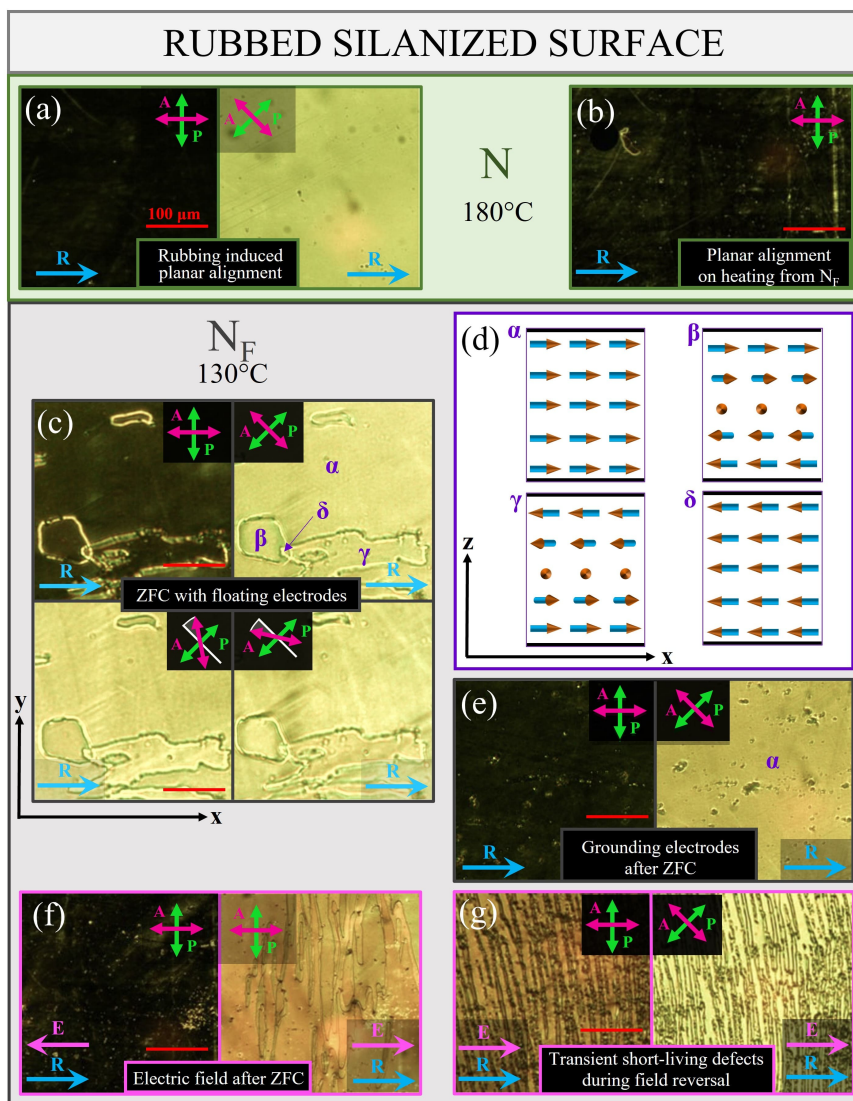 RUBBED SILANIZED SURFACE
(a)
A
P
A
P
100 μm
R
Rubbing induced
planar alignment
R
N
180°C
(b)
A
P
R
Planar alignment
on heating from NF
NF
130°C
(c)
A
P
A
P
α
β
δ
γ
R
R
ZFC with floating electrodes
A
P
A
P
R
R
y
x
(d)
α
β
γ
δ
z
x
(e)
A
P
A
P
α
R
R
Grounding electrodes
after ZFC
(f)
A
P
A
P
E
R
E
R
Electric field after ZFC
(g)
A
P
A
P
E
R
E
R
Transient short-living defects
during field reversal